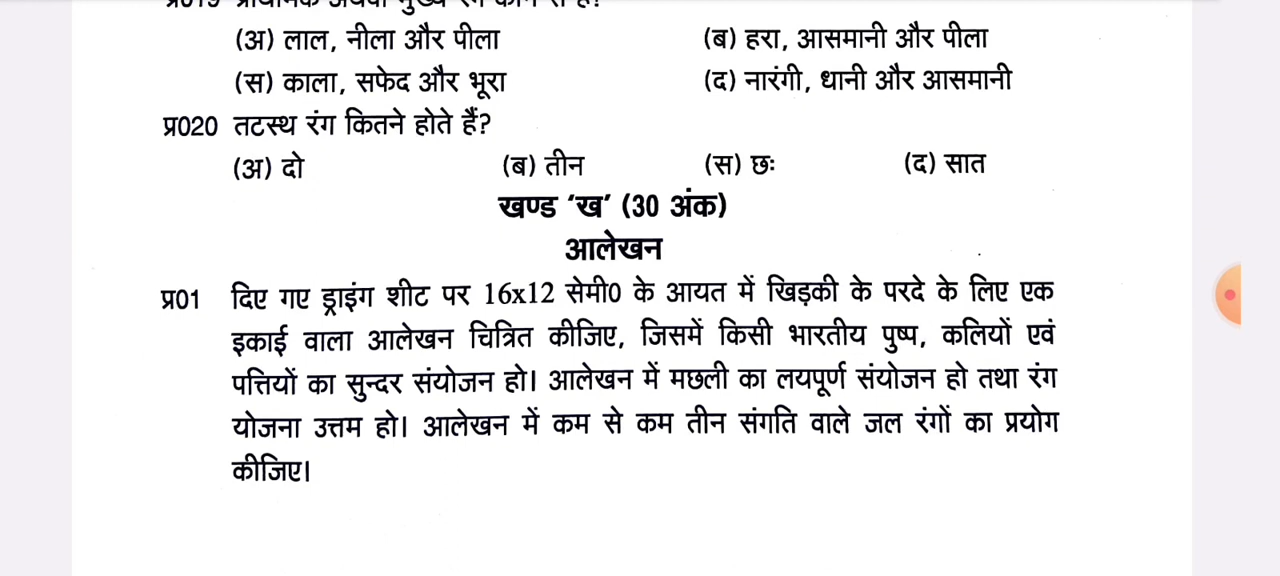 (अ) लाल, नीला और पीला (ब) हरा, आसमानी और पीला
(स) काला, सफेद और भूरा (द) नारंगी, धानी और आसमानी
प्र020 तटस्थ रंग कितने होते हैं?
(अ) दो (ब) तीन (स) छः (द) सात
खण्ड ‘ख’ (30 अंक)
आलेखन
प्र01 दिए गए ड्राइंग शीट पर 16x12 सेमी0 के आयत में खिड़की के परदे के लिए एक
इकाई वाला आलेखन चित्रित कीजिए, जिसमें किसी भारतीय पुष्प, कलियों एवं
पत्तियों का सुन्दर संयोजन हो। आलेखन में मछली का लयपूर्ण संयोजन हो तथा रंग
योजना उत्तम हो। आलेखन में कम से कम तीन संगति वाले जल रंगों का प्रयोग
कीजिए।